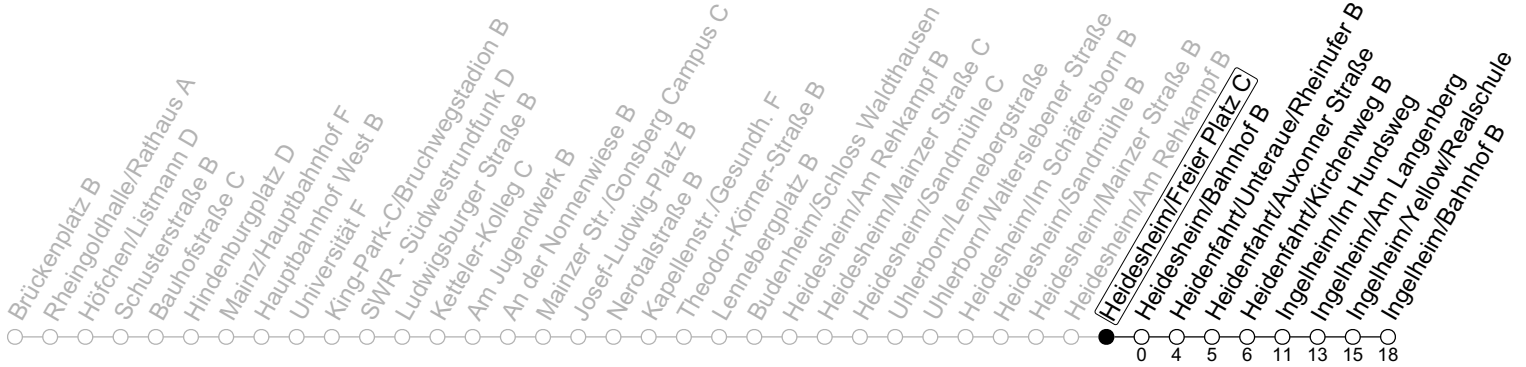 Brückenplatz B
Rheingoldhalle/Rathaus A
Höfchen/Listmann D
Schusterstraße B
Bauhofstraße C
Hindenburgplatz D
Mainz/Hauptbahnhof F
Hauptbahnhof West B
Universität F
King-Park-C/Bruchwegstadion B
SWR - Südwestrundfunk D
Ludwigsburger Straße B
Ketteler-Kolleg C
Am Jugendwerk B
An der Nonnenwiese B
Mainzer Str./Gonsberg Campus C
Josef-Ludwig-Platz B
Nerotalstraße B
Kapellenstr./Gesundh. F
Theodor-Körner-Straße B
Lennebergplatz B
Budenheim/Schloss Waldthausen
Heidesheim/Am Rehkampf B
Heidesheim/Mainzer Straße C
Heidesheim/Sandmühle C
Uhlerborn/Lennebergstraße
Uhlerborn/Walterslebener Straße
Heidesheim/Im Schäfersborn B
Heidesheim/Sandmühle B
Heidesheim/Mainzer Straße B
Heidesheim/Am Rehkampf B
Heidesheim/Freier Platz C
Heidesheim/Bahnhof B
Heidenfahrt/Unteraue/Rheinufer B
Heidenfahrt/Auxonner Straße
Heidenfahrt/Kirchenweg B
Ingelheim/Im Hundsweg
Ingelheim/Am Langenberg
Ingelheim/Yellow/Realschule
Ingelheim/Bahnhof B
0 4 5 6 11 13 15 18